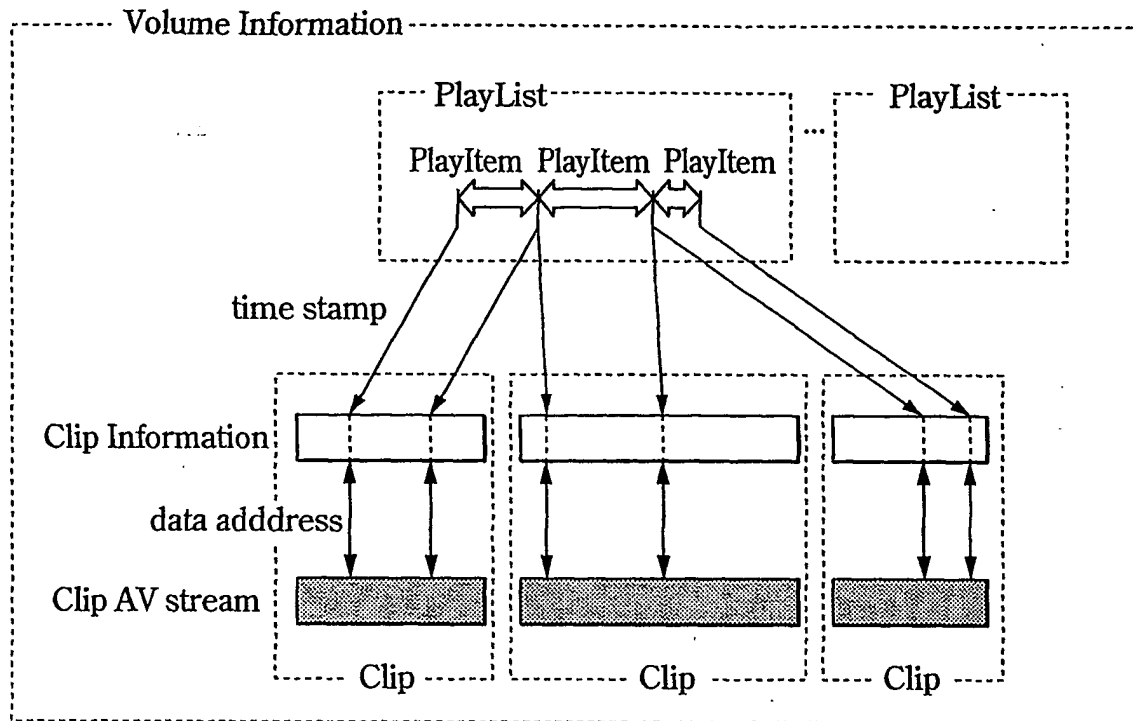 Volume Information
PlayList
PlayList
...
PlayItem PlayItem PlayItem
time stamp
Clip Information
data adddress
Clip AV stream
Clip
Clip
Clip